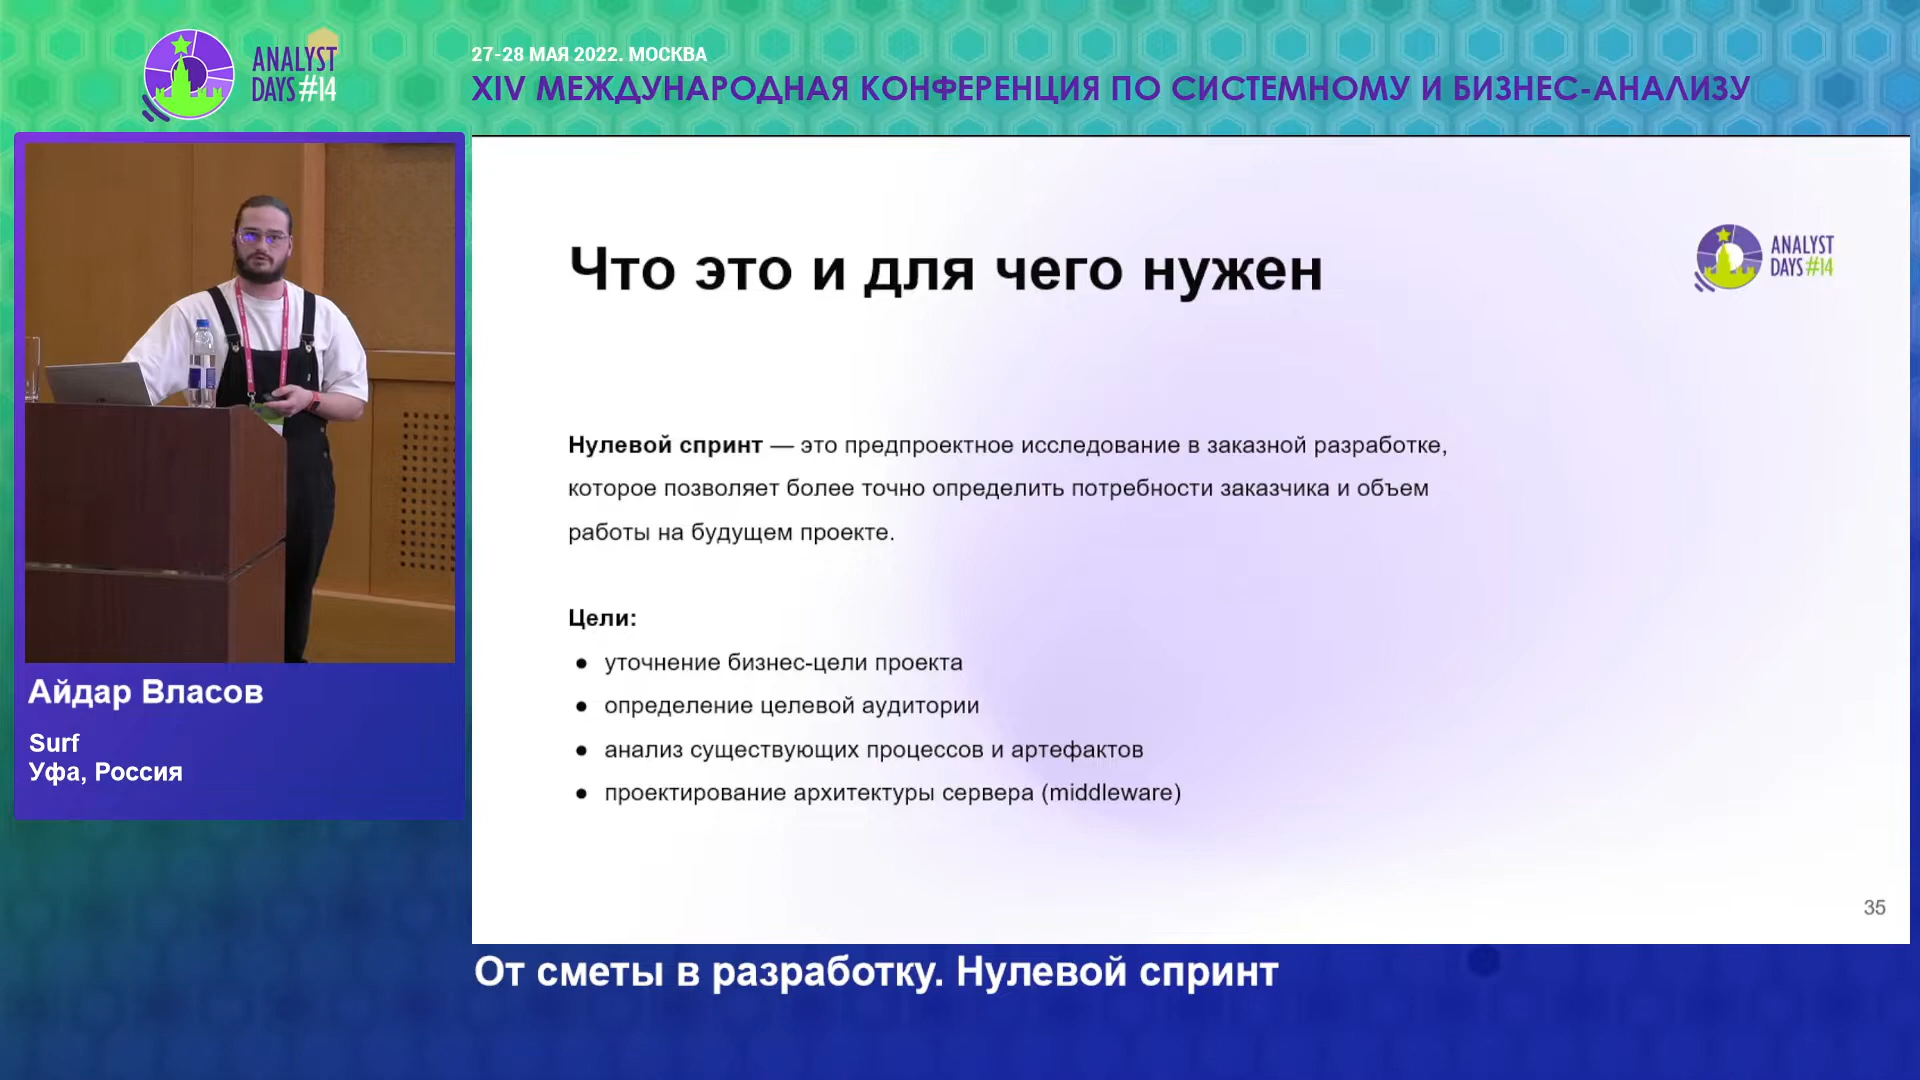 ANALYST
DAYS#14
27-28 МАЯ 2022. МОСКВА
XIV МЕЖДУНАРОДНАЯ КОНФЕРЕНЦИЯ ПО СИСТЕМНОМУ И БИЗНЕС-АНАЛИЗУ
Айдар Власов
Surf
Уфа, Россия
Что это и для чего нужен
ANALYST
DAYS#14
Нулевой спринт — это предпроектное исследование в заказной разработке,
которое позволяет более точно определить потребности заказчика и объем
работы на будущем проекте.
Цели:
● уточнение бизнес-цели проекта
● определение целевой аудитории
● анализ существующих процессов и артефактов
● проектирование архитектуры сервера (middleware)
35
От сметы в разработку. Нулевой спринт